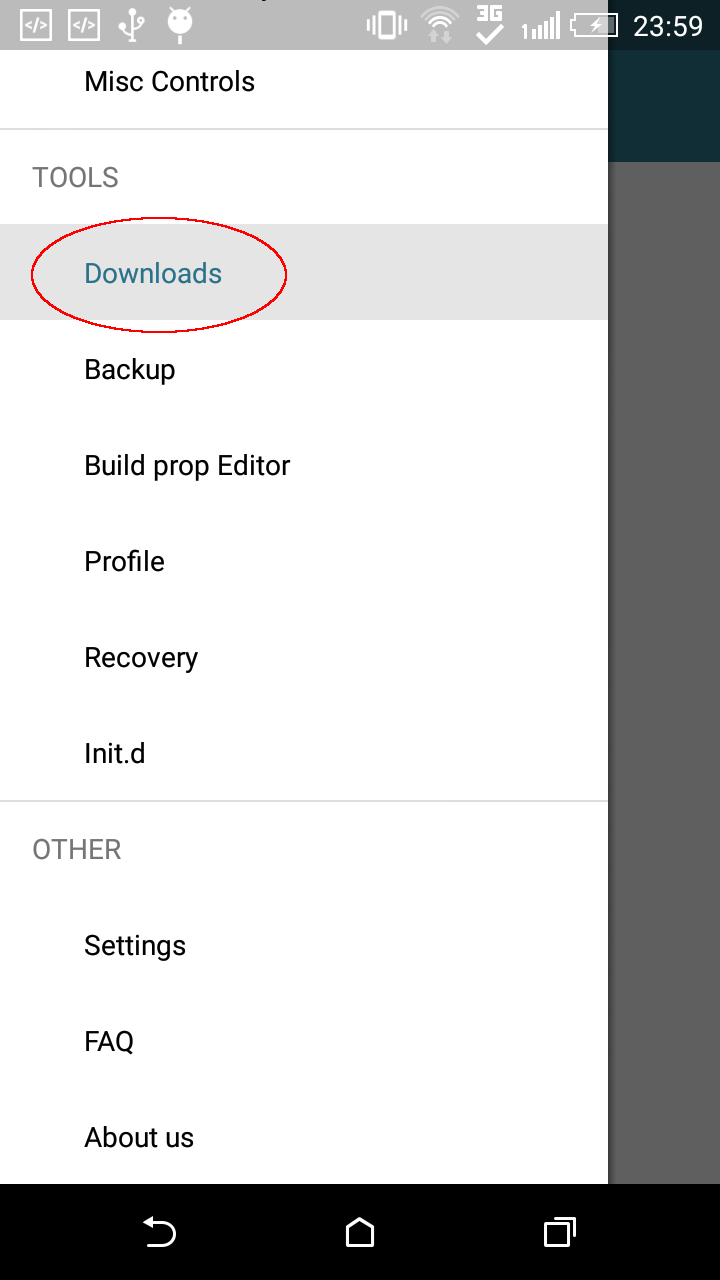 3G
1
23:59
Misc Controls
TOOLS
Downloads
Backup
Build prop Editor
Profile
Recovery
Init.d
OTHER
Settings
FAQ
About us